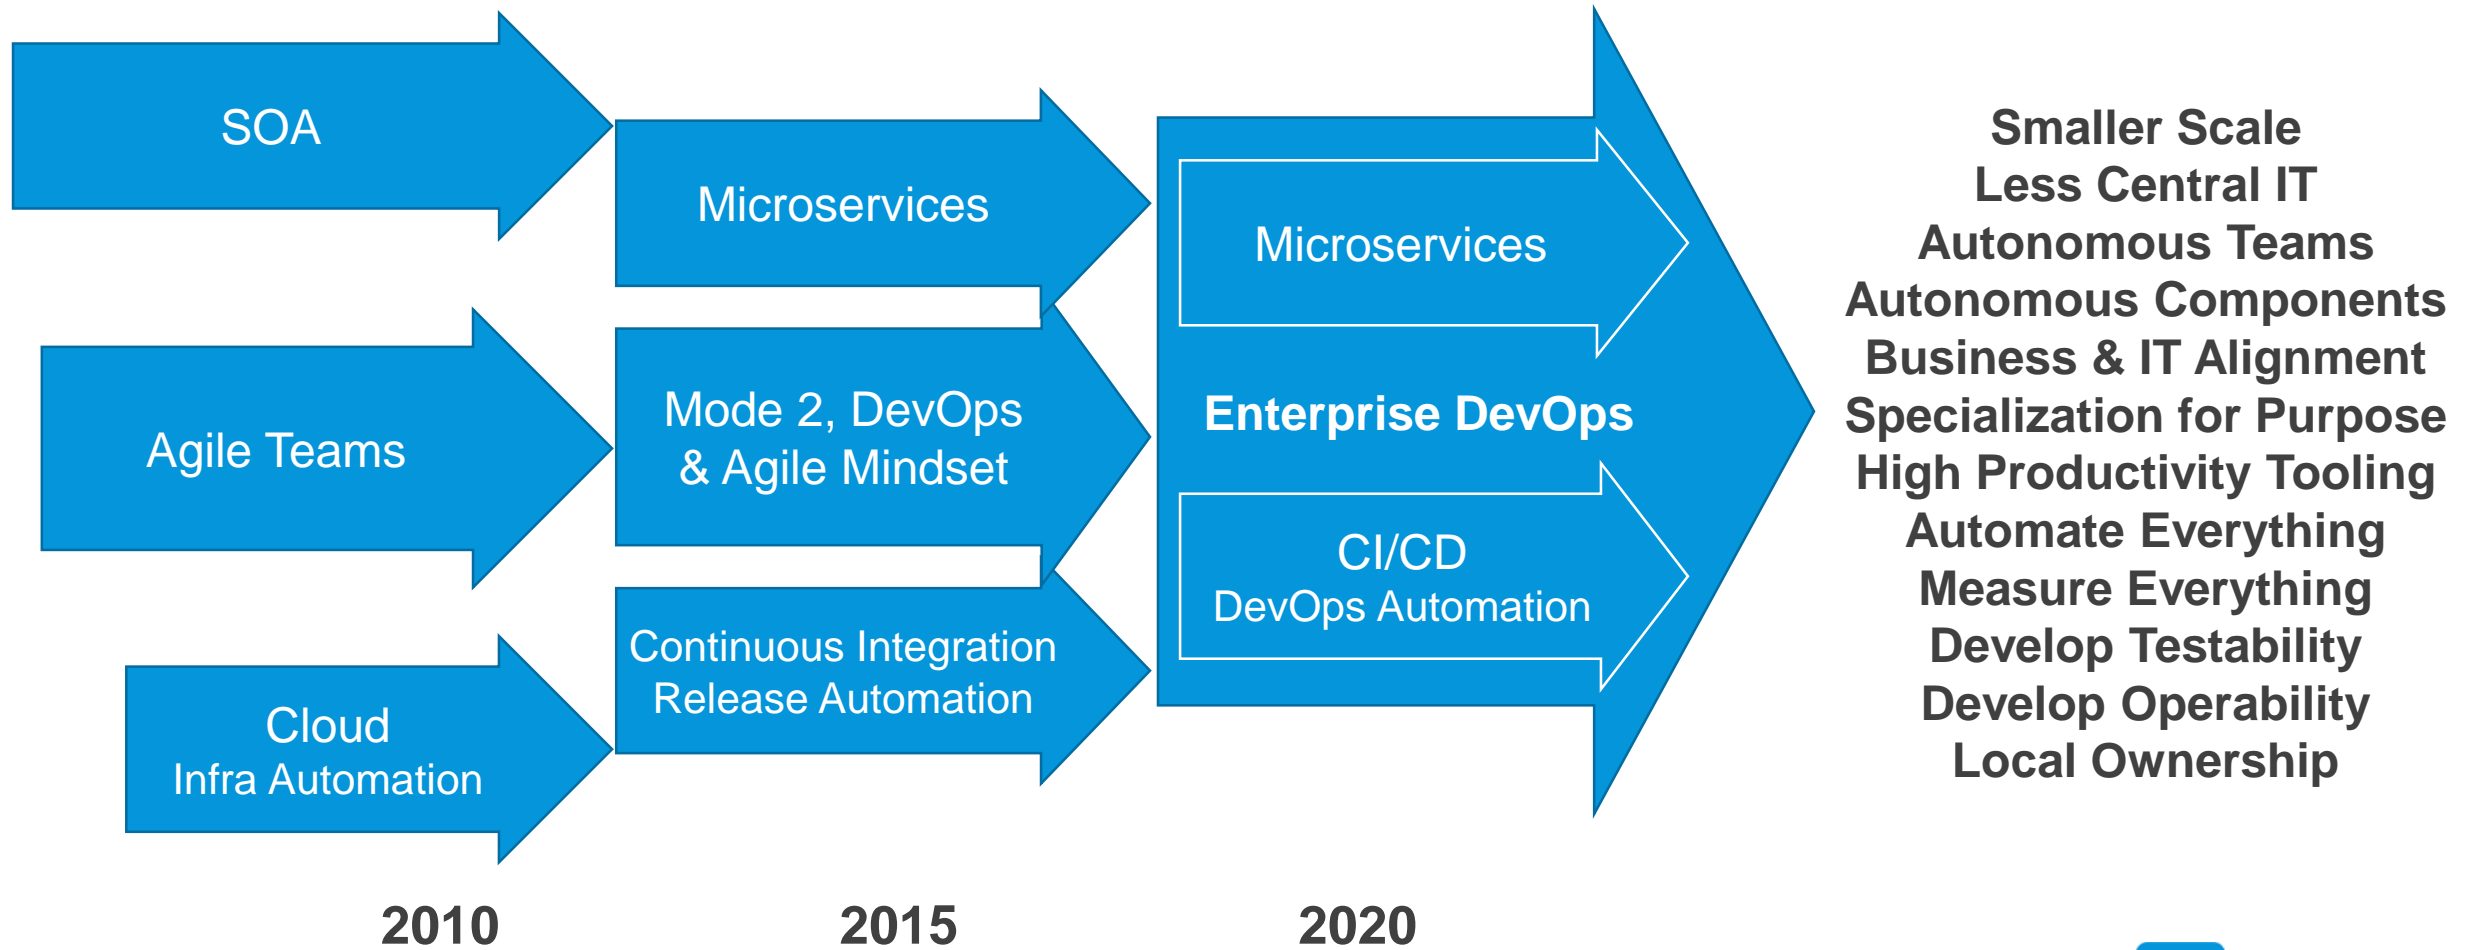 SOA
Agile Teams
Cloud
Infra Automation
Microservices
Mode 2, DevOps
& Agile Mindset
Continuous Integration
Release Automation
Microservices
Enterprise DevOps
CI/CD
DevOps Automation
Smaller Scale
Less Central IT
Autonomous Teams
Autonomous Components
Business & IT Alignment
Specialization for Purpose
High Productivity Tooling
Automate Everything
Measure Everything
Develop Testability
Develop Operability
Local Ownership
2010
2015
2020